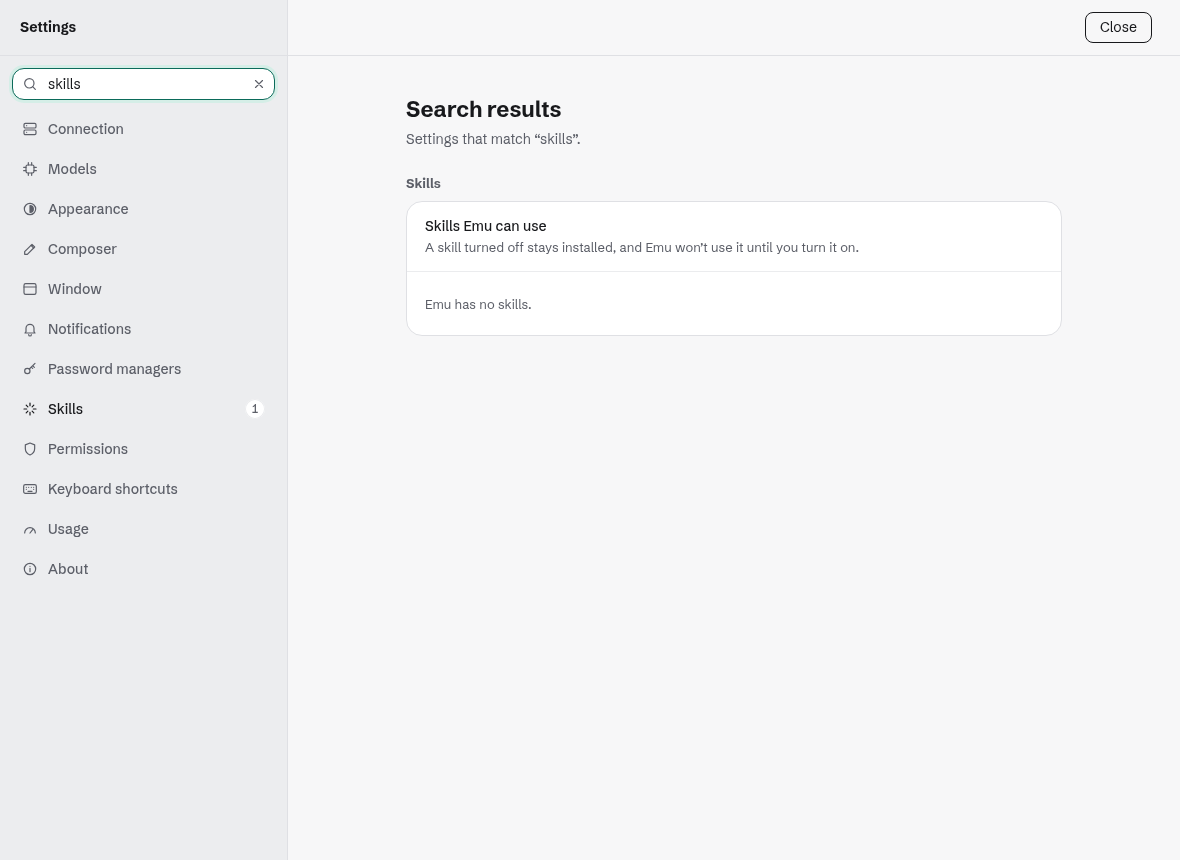 Settings
Close
skills
Connection
Models
Appearance
Composer
Window
Notifications
Password managers
Skills
1
Permissions
Keyboard shortcuts
Usage
About
Search results
Settings that match “skills”.
Skills
Skills Emu can use
A skill turned off stays installed, and Emu won’t use it until you turn it on.
Emu has no skills.